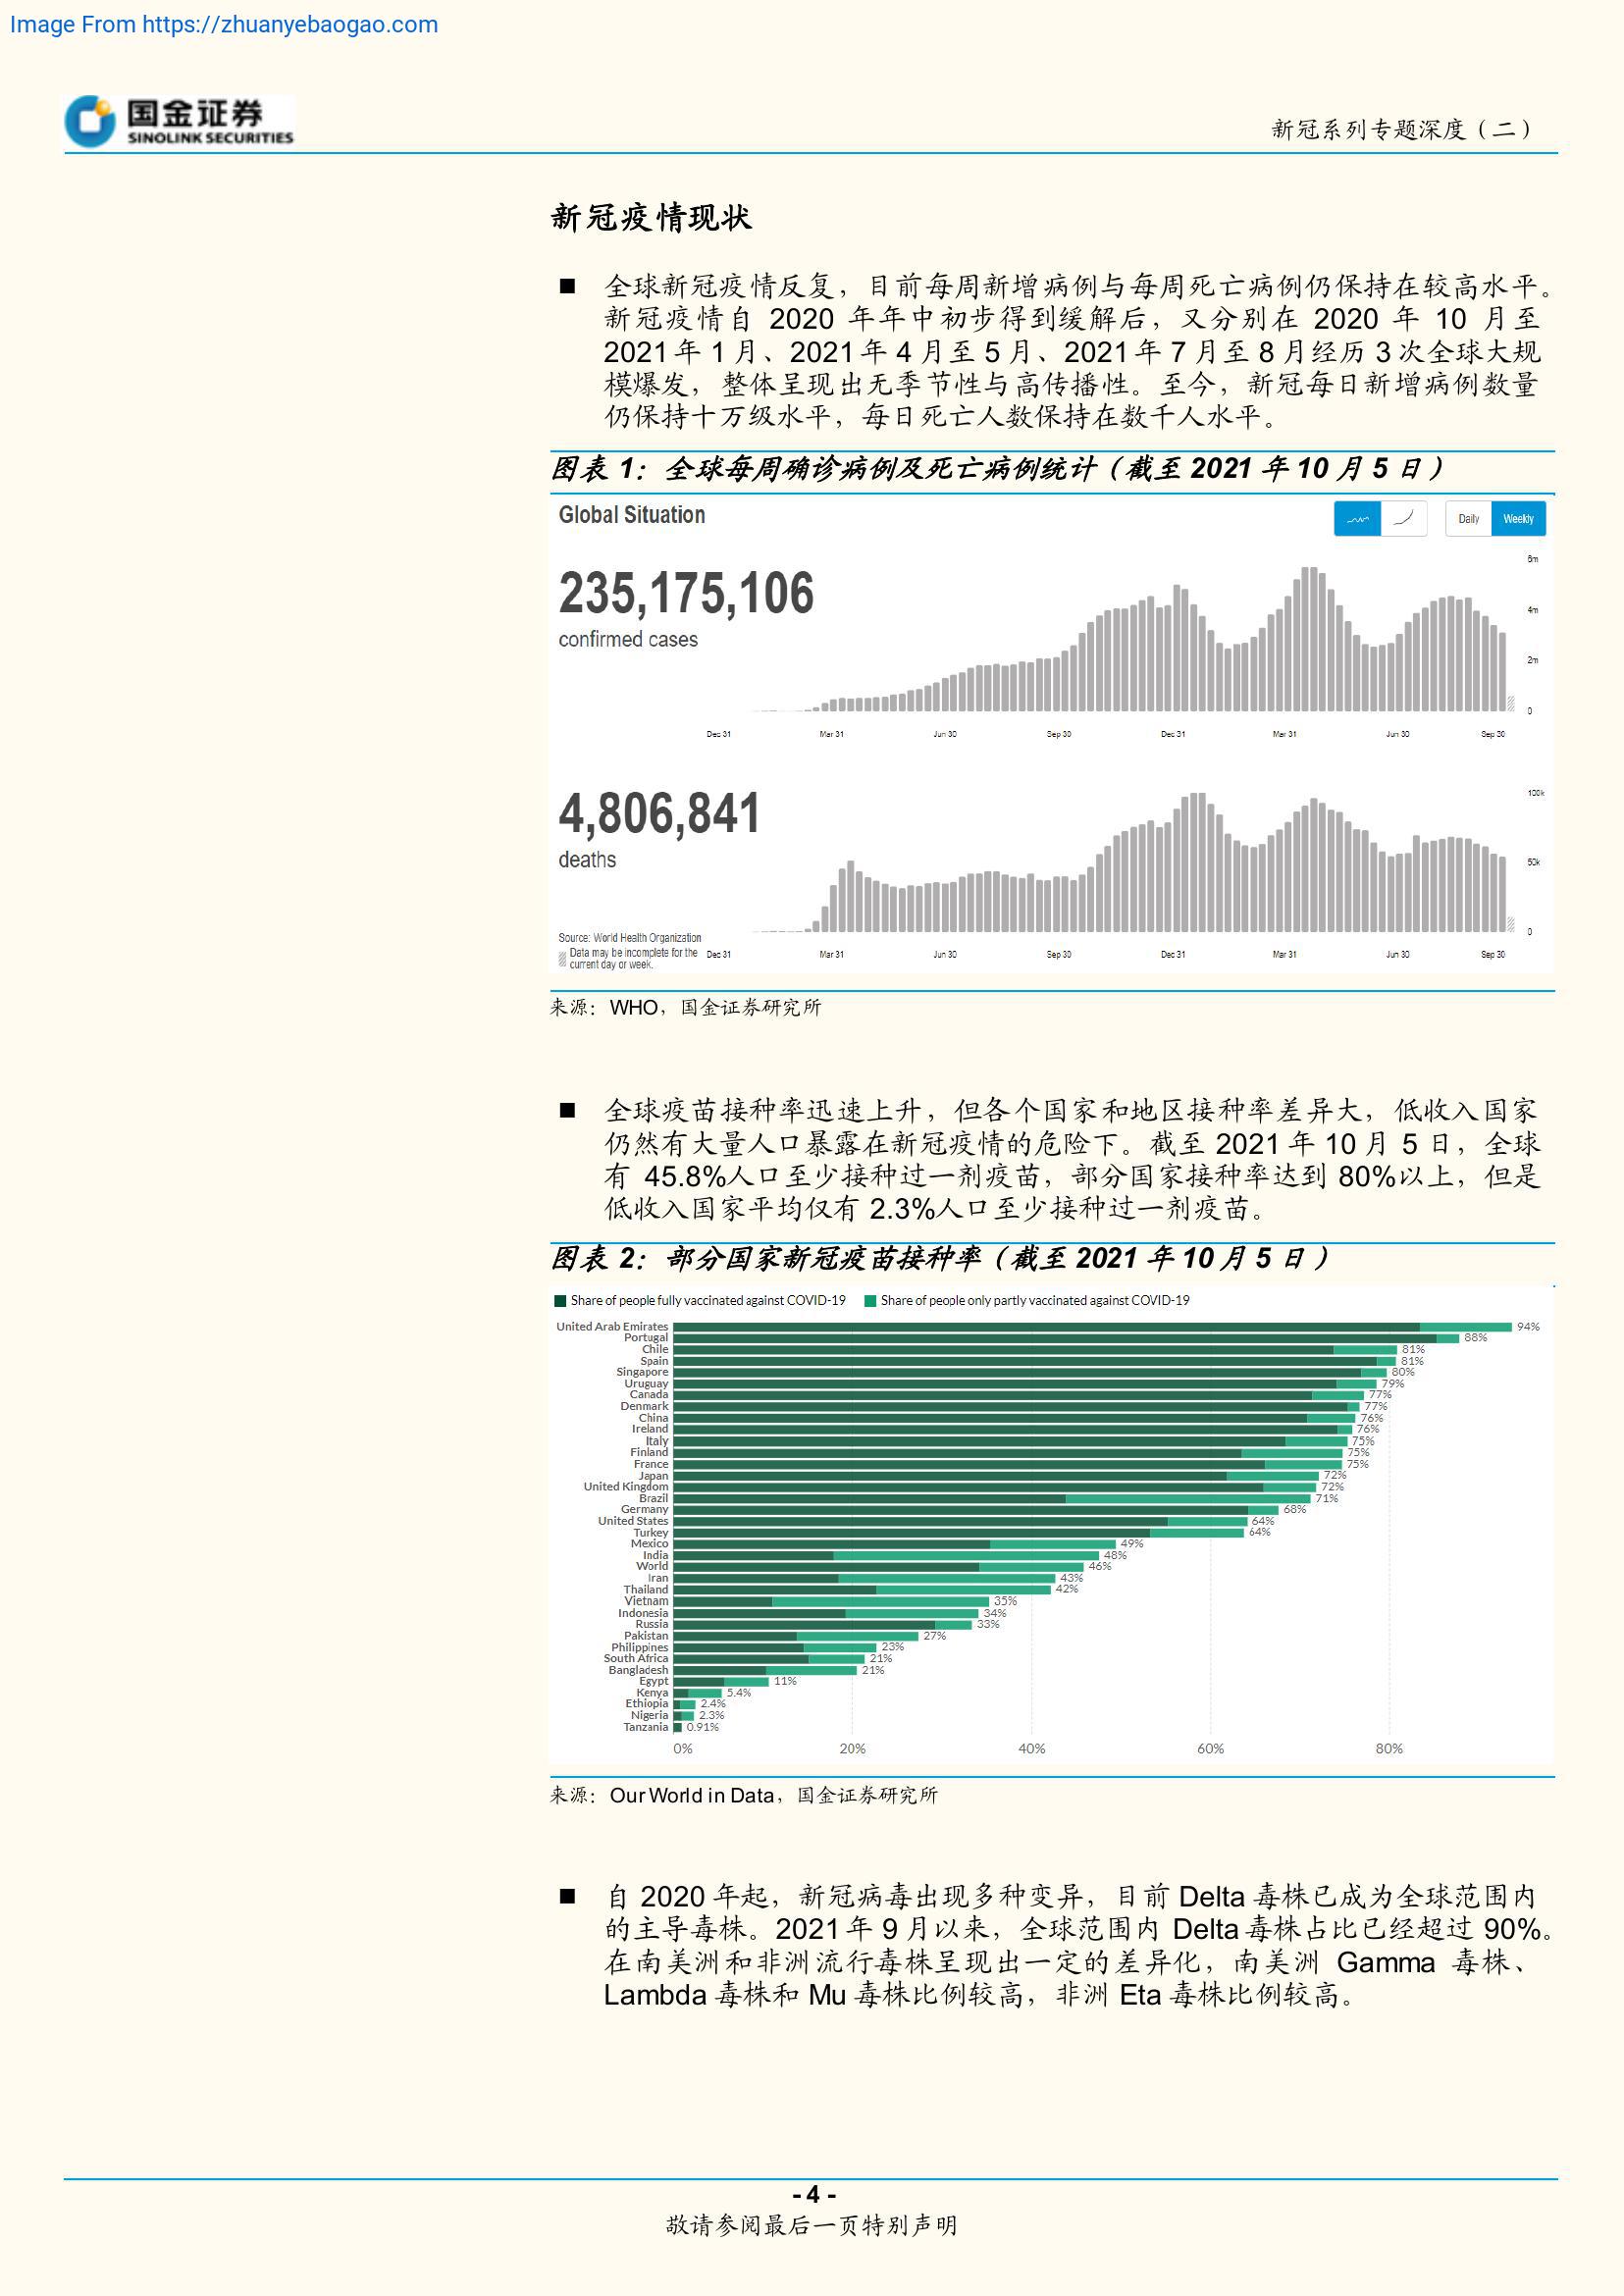 Image From https://zhuanyebaogao.com
国金证券
SINOLINK SECURITIES
新冠系列专题深度（二）
新冠疫情现状
■ 全球新冠疫情反复，目前每周新增病例与每周死亡病例仍保持在较高水平。
新冠疫情自 2020 年年中初步得到缓解后，又分别在 2020 年 10 月至
2021 年 1 月、2021 年 4 月至 5 月、2021 年 7 月至 8 月经历 3 次全球大规
模爆发，整体呈现出无季节性与高传播性。至今，新冠每日新增病例数量
仍保持十万级水平，每日死亡人数保持在数千人水平。
图表 1：全球每周确诊病例及死亡病例统计（截至 2021 年 10 月 5 日）
Global Situation
Daily Weekly
235,175,106
confirmed cases
6m
4m
2m
0
Dec 31 Mar 31 Jun 30 Sep 30 Dec 31 Mar 31 Jun 30 Sep 30
4,806,841
deaths
100k
50k
0
Source: World Health Organization
Data may be incomplete for the
current day or week.
Dec 31 Mar 31 Jun 30 Sep 30 Dec 31 Mar 31 Jun 30 Sep 30
来源：WHO，国金证券研究所
■ 全球疫苗接种率迅速上升，但各个国家和地区接种率差异大，低收入国家
仍然有大量人口暴露在新冠疫情的危险下。截至 2021 年 10 月 5 日，全球
有 45.8%人口至少接种过一剂疫苗，部分国家接种率达到 80%以上，但是
低收入国家平均仅有 2.3%人口至少接种过一剂疫苗。
图表 2：部分国家新冠疫苗接种率（截至 2021 年 10 月 5 日）
Share of people fully vaccinated against COVID-19 Share of people only partly vaccinated against COVID-19
United Arab Emirates 94%
Portugal 88%
Chile 81%
Spain 81%
Singapore 80%
Uruguay 79%
Canada 77%
Denmark 77%
China 76%
Ireland 76%
Italy 75%
Finland 75%
France 75%
Japan 72%
United Kingdom 72%
Brazil 71%
Germany 68%
United States 64%
Turkey 64%
Mexico 49%
India 48%
World 46%
Iran 43%
Thailand 42%
Vietnam 35%
Indonesia 34%
Russia 33%
Pakistan 27%
Philippines 23%
South Africa 21%
Bangladesh 21%
Egypt 11%
Kenya 5.4%
Ethiopia 2.4%
Nigeria 2.3%
Tanzania 0.91%
0% 20% 40% 60% 80%
来源：Our World in Data，国金证券研究所
■ 自 2020 年起，新冠病毒出现多种变异，目前 Delta 毒株已成为全球范围内
的主导毒株。2021 年 9 月以来，全球范围内 Delta 毒株占比已经超过 90%。
在南美洲和非洲流行毒株呈现出一定的差异化，南美洲 Gamma 毒株、
Lambda 毒株和 Mu 毒株比例较高，非洲 Eta 毒株比例较高。
- 4 -
敬请参阅最后一页特别声明